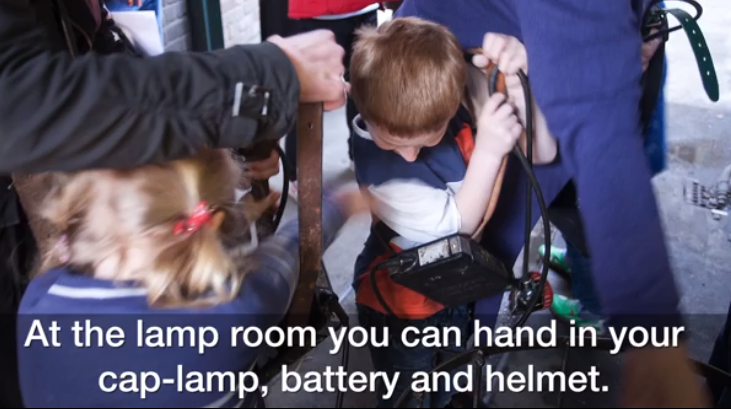 At the lamp room you can hand in your
cap-lamp, battery and helmet.